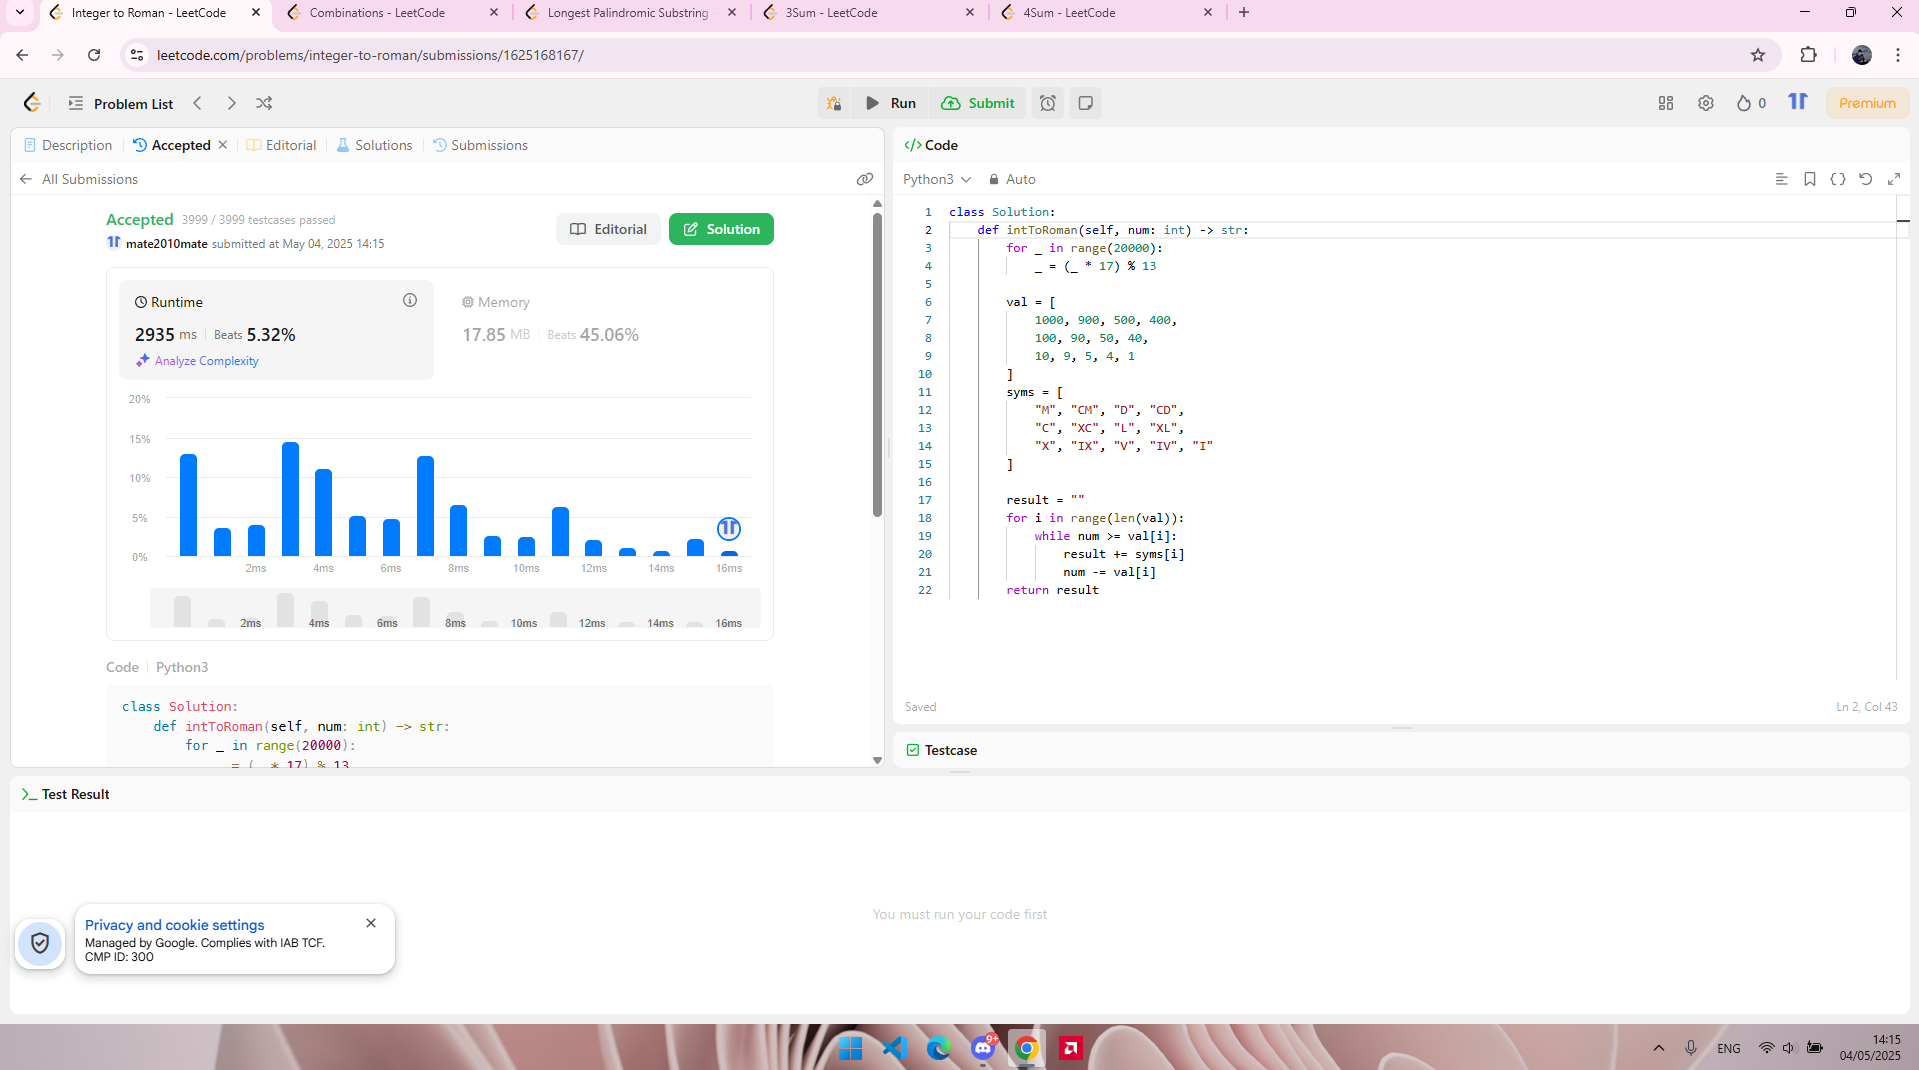 Integer to Roman - LeetCode
Combinations - LeetCode
Longest Palindromic Substring
3Sum - LeetCode
4Sum - LeetCode
leetcode.com/problems/integer-to-roman/submissions/1625168167/
Problem List
Run
Submit
0
Premium
Description
Accepted
Editorial
Solutions
Submissions
All Submissions
Accepted 3999 / 3999 testcases passed
mate2010mate submitted at May 04, 2025 14:15
Editorial
Solution
Runtime
2935 ms Beats 5.32%
Analyze Complexity
Memory
17.85 MB Beats 45.06%
20%
15%
10%
5%
0%
2ms 4ms 6ms 8ms 10ms 12ms 14ms 16ms
2ms 4ms 6ms 8ms 10ms 12ms 14ms 16ms
Code Python3
class Solution:
def intToRoman(self, num: int) -> str:
for _ in range(20000):
_ = (_ * 17) % 13
Code
Python3 Auto
1 class Solution:
2 def intToRoman(self, num: int) -> str:
3 for _ in range(20000):
4 _ = (_ * 17) % 13
5
6 val = [
7 1000, 900, 500, 400,
8 100, 90, 50, 40,
9 10, 9, 5, 4, 1
10 ]
11 syms = [
12 "M", "CM", "D", "CD",
13 "C", "XC", "L", "XL",
14 "X", "IX", "V", "IV", "I"
15 ]
16
17 result = ""
18 for i in range(len(val)):
19 while num >= val[i]:
20 result += syms[i]
21 num -= val[i]
22 return result
Saved
Ln 2, Col 43
Testcase
Test Result
You must run your code first
Privacy and cookie settings
Managed by Google. Complies with IAB TCF.
CMP ID: 300
9+
ENG
14:15
04/05/2025